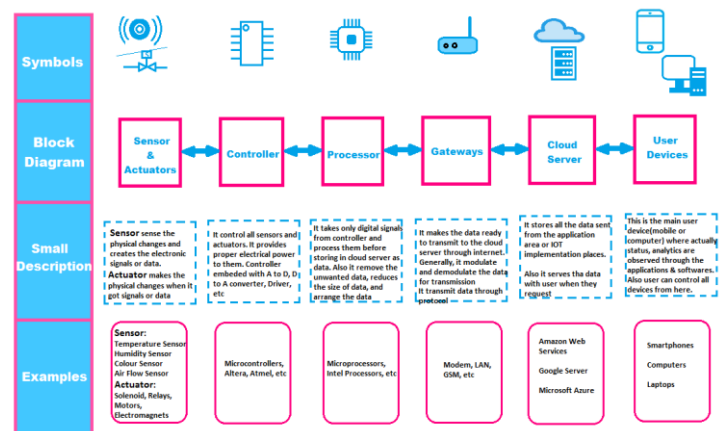 Symbols
Block
Diagram
Sensor
&
Actuators
Controller
Processor
Gateways
Cloud
Server
User
Devices
Small
Description
Sensor sense the
physical changes and
creates the electronic
signals or data.
Actuator makes the
physical changes when it
got signals or data
It control all sensors and
actuators. It provides
proper electrical power
to them. Controller
embeded with A to D, D
to A converter, Driver,
etc
It takes only digital signals
from controller and
process them before
storing in cloud server as
data. Also it remove the
unwanted data, reduces
the size of data, and
arrange the data
It makes the data ready
to transmit to the cloud
server through internet.
Generally, it modulate
and demodulate the data
for transmission
It transmit data through
protocol
It stores all the data sent
from the application
area or IOT
implementation places.
Also it serves tha data
with user when they
request
This is the main user
device(mobile or
computer) where actually
status, analytics are
observed through the
applications & softwares.
Also user can control all
devices from here.
Examples
Sensor:
Temperature Sensor
Humidity Sensor
Colour Sensor
Air Flow Sensor
Actuator:
Solenoid, Relays,
Motors,
Electromagnets
Microcontrollers,
Altera, Atmel, etc
Microprocessors,
Intel Processors, etc
Modem, LAN,
GSM, etc
Amazon Web
Services
Google Server
Microsoft Azure
Smartphones
Computers
Laptops